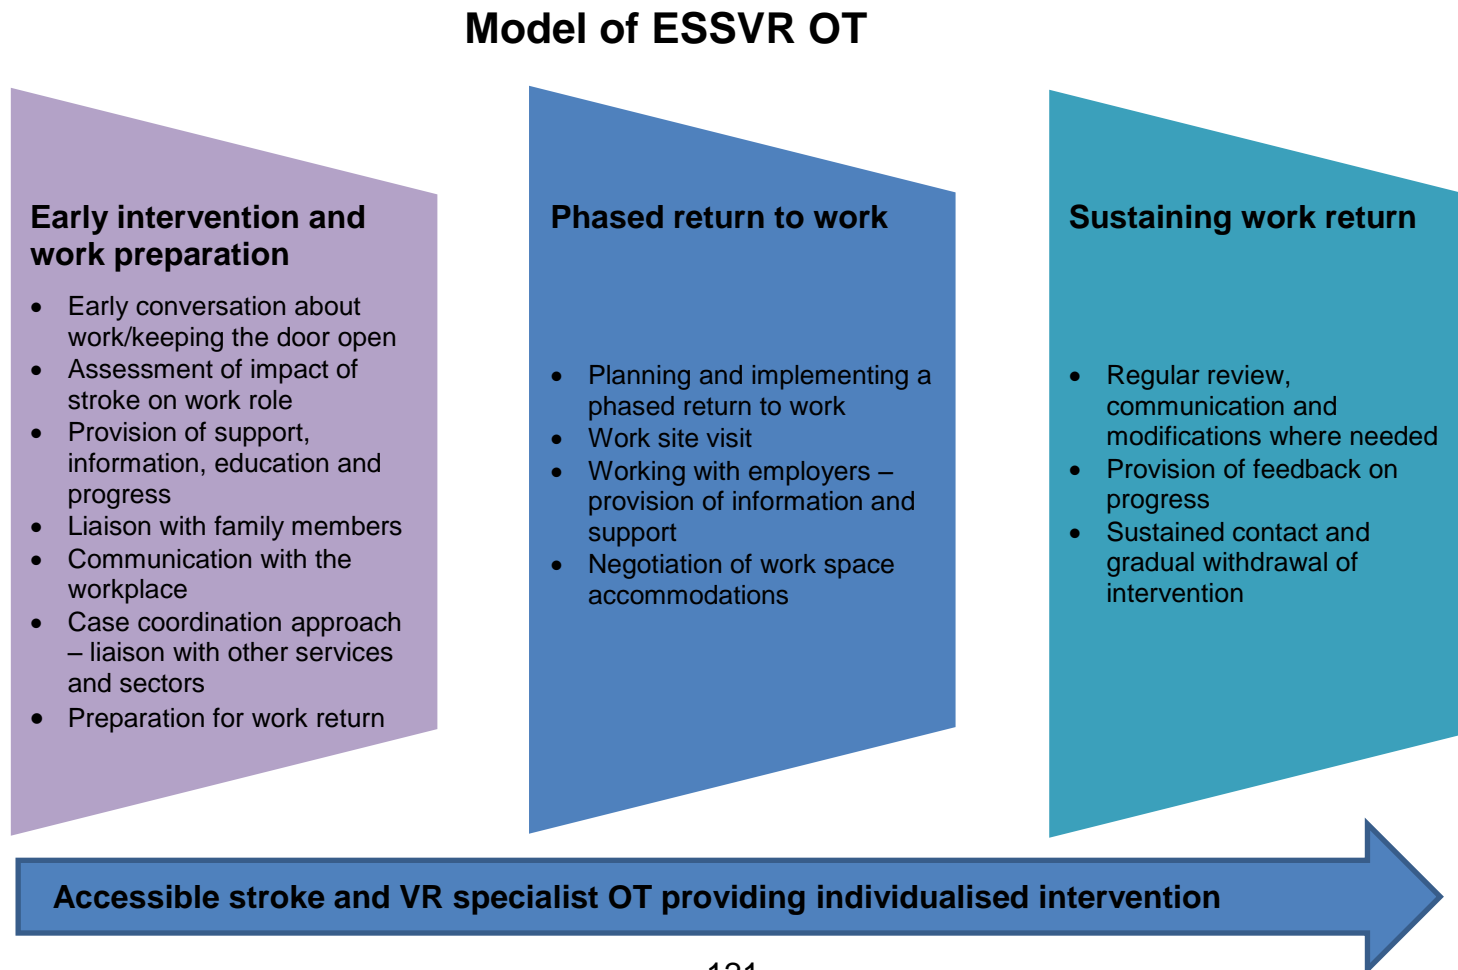 Model of ESSVR OT
Early intervention and
work preparation
• Early conversation about
work/keeping the door open
• Assessment of impact of
stroke on work role
• Provision of support,
information, education and
progress
• Liaison with family members
• Communication with the
workplace
• Case coordination approach
– liaison with other services
and sectors
• Preparation for work return
Phased return to work
• Planning and implementing a
phased return to work
• Work site visit
• Working with employers –
provision of information and
support
• Negotiation of work space
accommodations
Sustaining work return
• Regular review,
communication and
modifications where needed
• Provision of feedback on
progress
• Sustained contact and
gradual withdrawal of
intervention
Accessible stroke and VR specialist OT providing individualised intervention